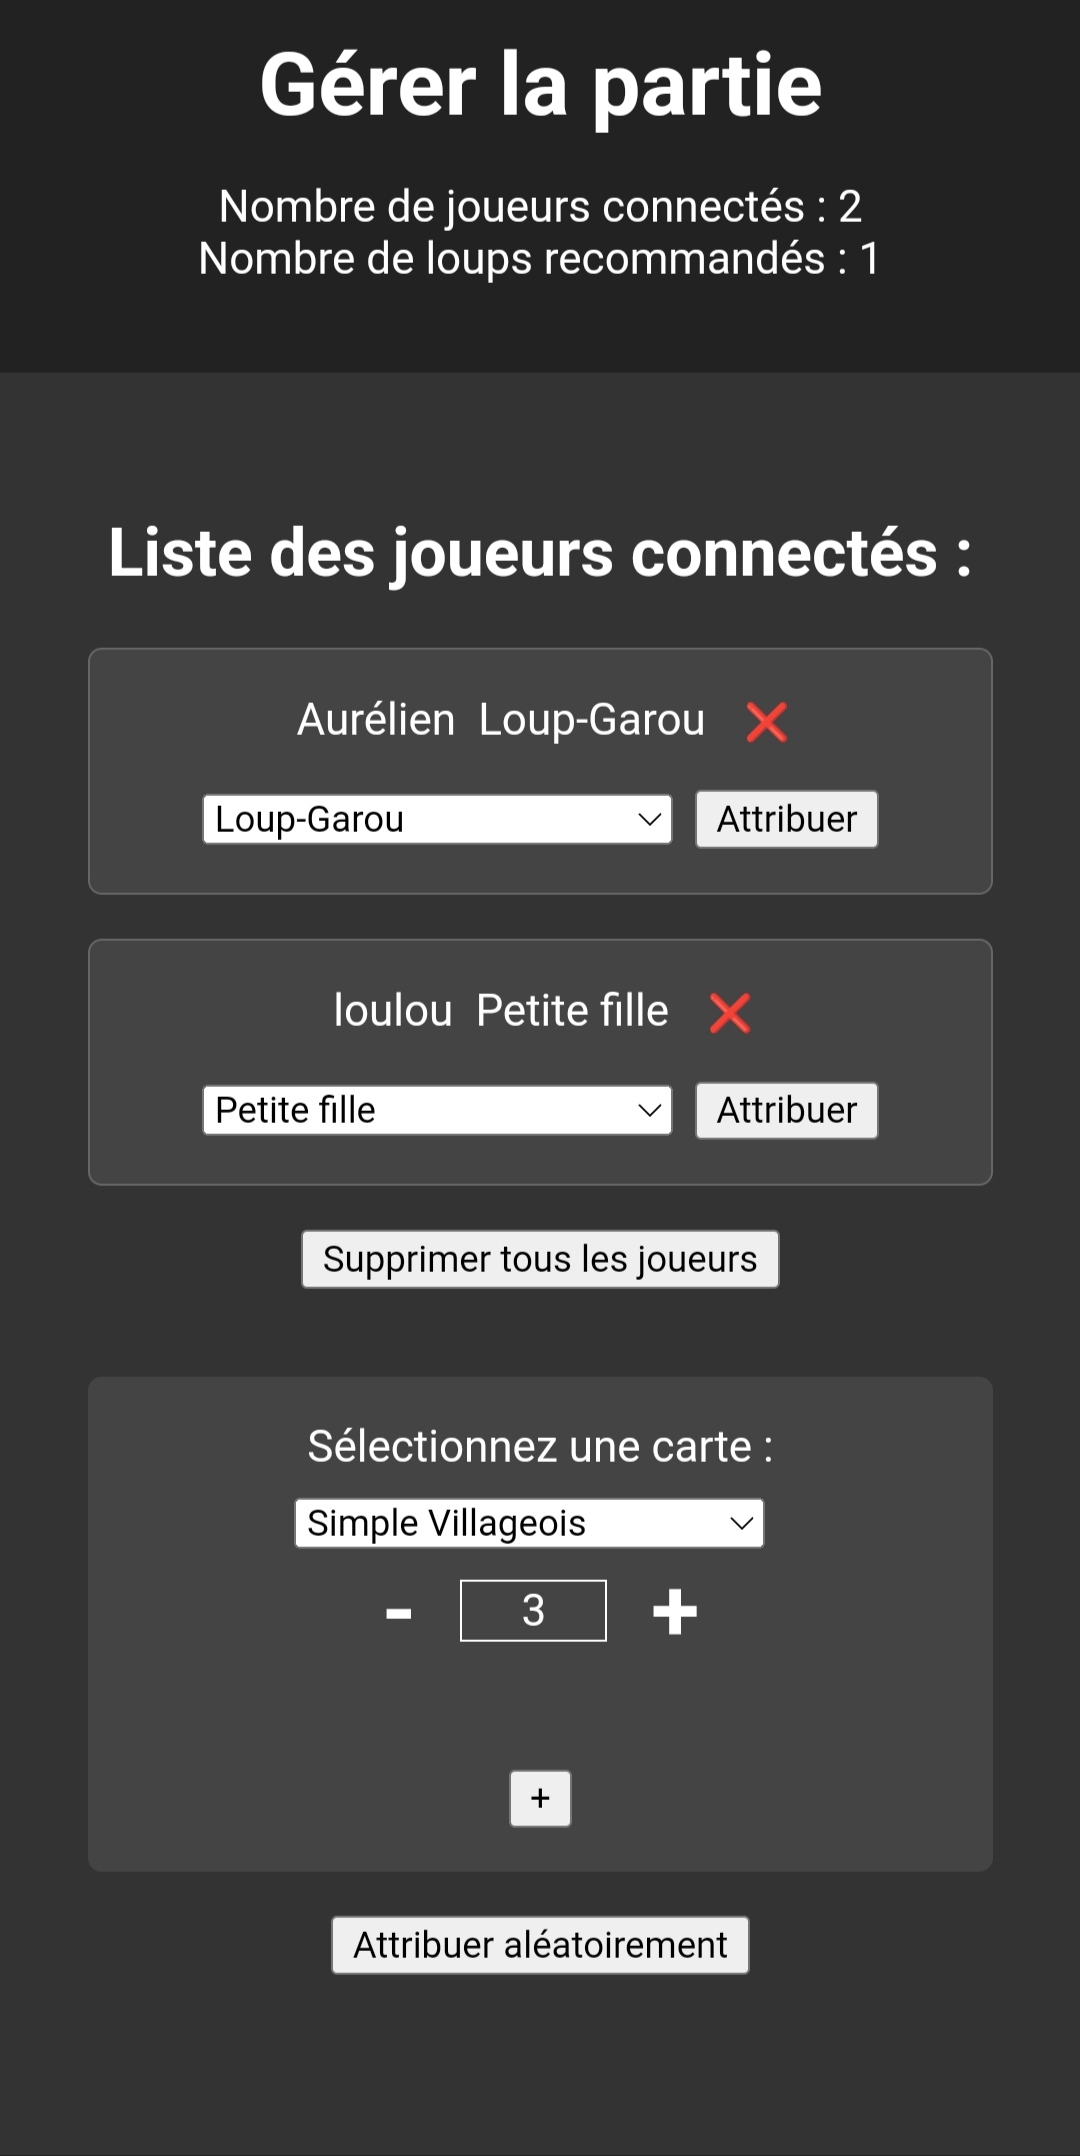 Gérer la partie
Nombre de joueurs connectés : 2
Nombre de loups recommandés : 1
Liste des joueurs connectés :
Aurélien Loup-Garou ❌
Loup-Garou Attribuer
loulou Petite fille ❌
Petite fille Attribuer
Supprimer tous les joueurs
Sélectionnez une carte :
Simple Villageois
- 3 +
+
Attribuer aléatoirement